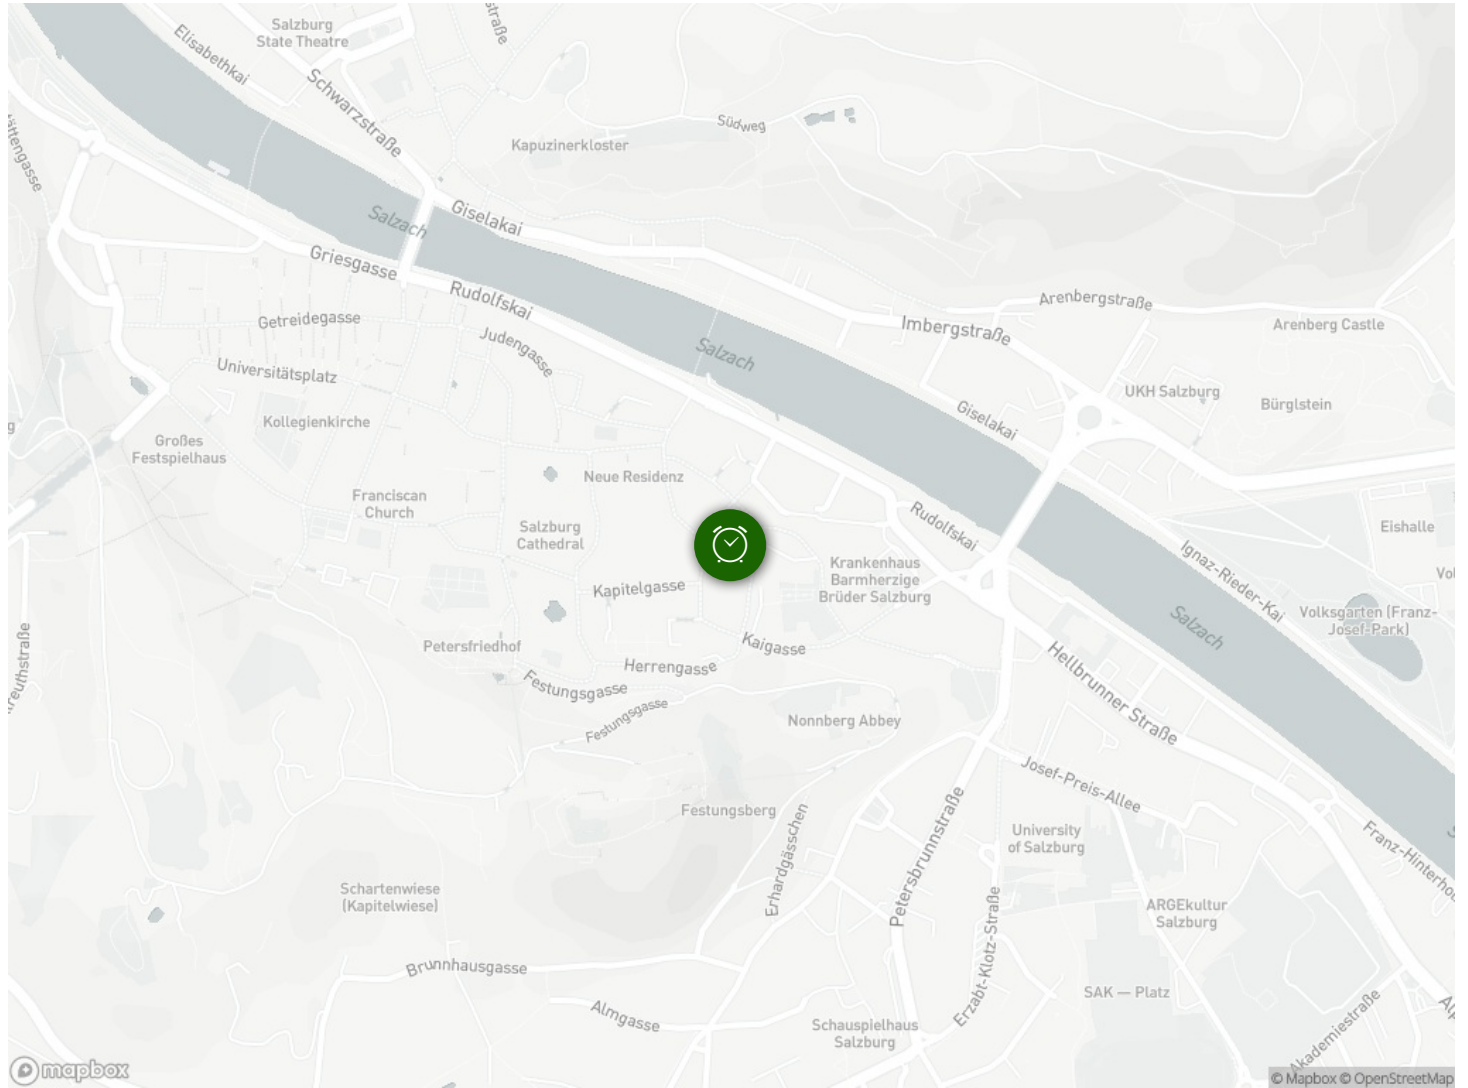 Salzburg
State Theatre
Elisabethkai
Schwarzstraße
straße
Südweg
Kapuzinerkloster
Salzach
Giselakai
Griesgasse
Rudolfskai
Getreidegasse
Judengasse
Arenbergstraße
Imbergstraße
Arenberg Castle
Salzach
Universitätsplatz
UKH Salzburg
Bürglstein
Giselakai
Kollegienkirche
Großes
Festspielhaus
Neue Residenz
Franciscan
Church
Salzburg
Cathedral
Rudolfskai
Eishalle
Ignaz-Rieder-Kai
Krankenhaus
Barmherzige
Brüder Salzburg
Kapitelgasse
Volksgarten (Franz-
Josef-Park)
Salzach
Petersfriedhof
Kaigasse
Herrengasse
Hellbrunner Straße
Festungsgasse
Festungsgasse
Nonnberg Abbey
Josef-Preis-Allee
Festungsberg
Petersbrunnstraße
University
of Salzburg
Erhardgässchen
Franz-Hinterho
Schartenwiese
(Kapitelwiese)
ARGEkultur
Salzburg
Erzabt-Klotz-Straße
Brunnhausgasse
SAK — Platz
Almgasse
Schauspielhaus
Salzburg
Akademiestraße
mapbox
© Mapbox © OpenStreetMap